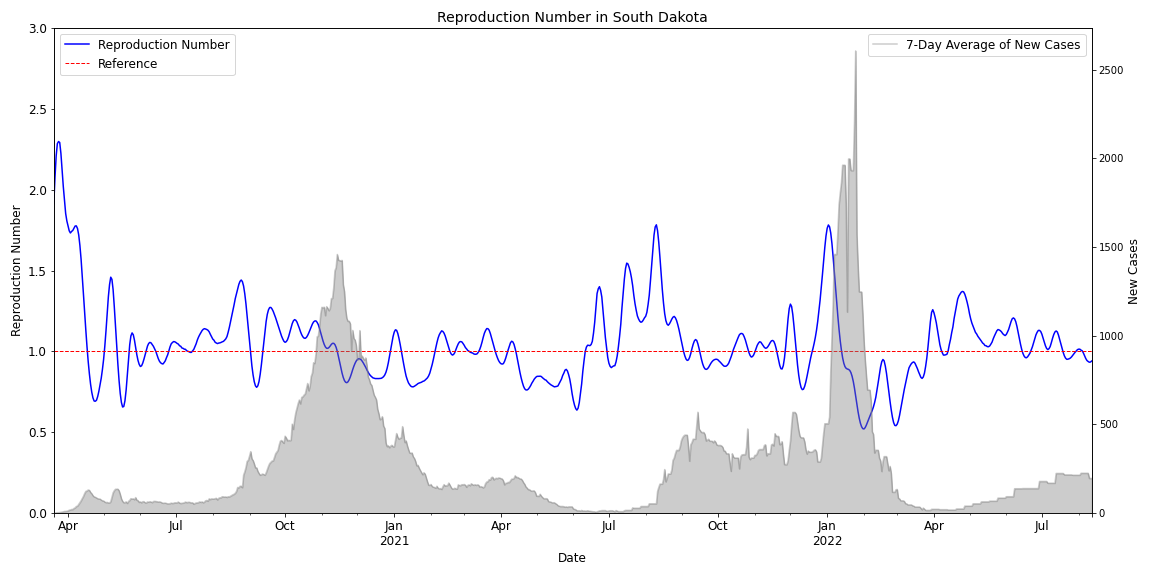 Reproduction Number in South Dakota
Reproduction Number
Reference
7-Day Average of New Cases
3.0
2.5
2.0
1.5
1.0
0.5
0.0
Reproduction Number
2500
2000
1500
1000
500
0
New Cases
Apr Jul Oct Jan Apr Jul Oct Jan Apr Jul
2021 2022
Date